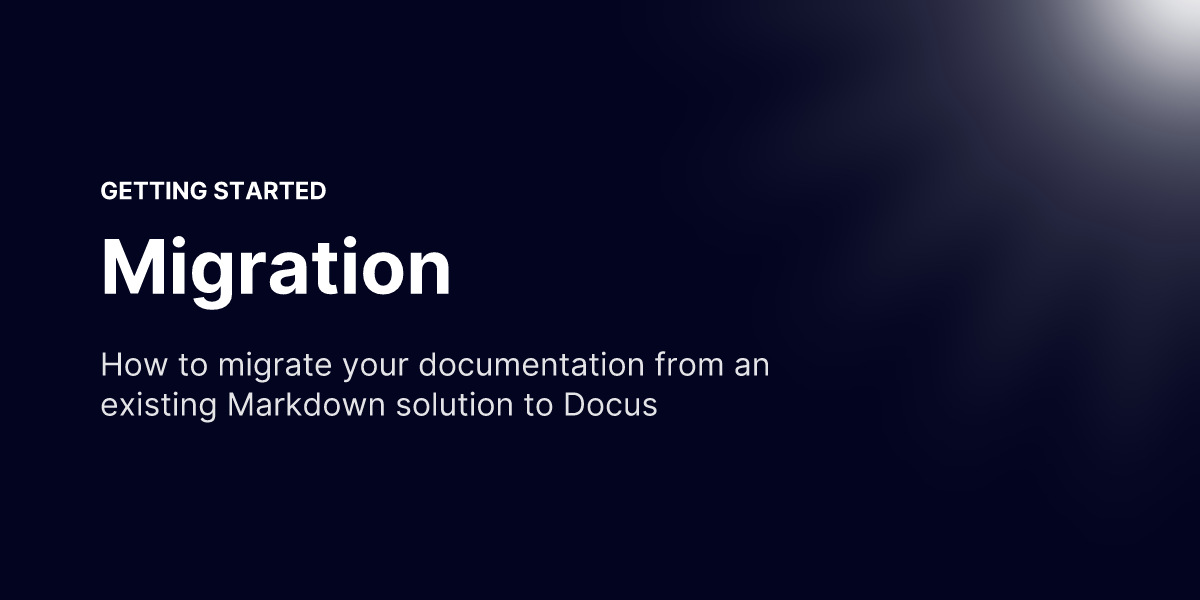 GETTING STARTED
Migration
How to migrate your documentation from an
existing Markdown solution to Docus